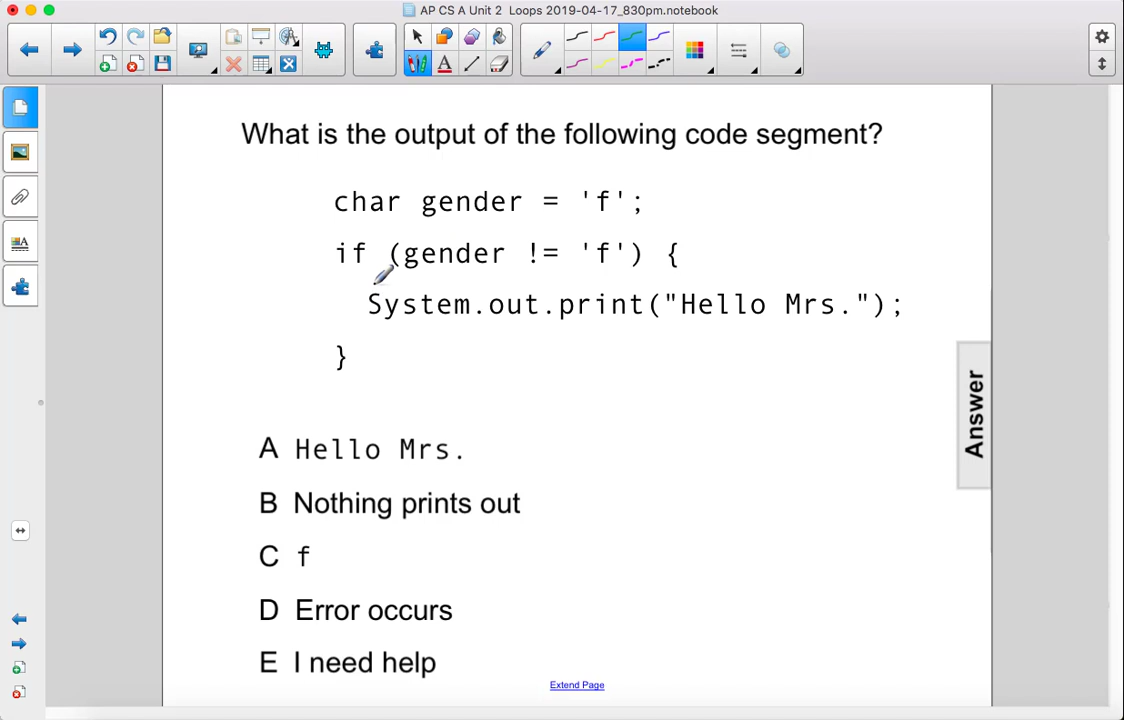 AP CS A Unit 2  Loops 2019-04-17_830pm.notebook
What is the output of the following code segment?
char gender = 'f';
if (gender != 'f') {
System.out.print("Hello Mrs.");
}
Answer
A Hello Mrs.
B Nothing prints out
C f
D Error occurs
E I need help
Extend Page